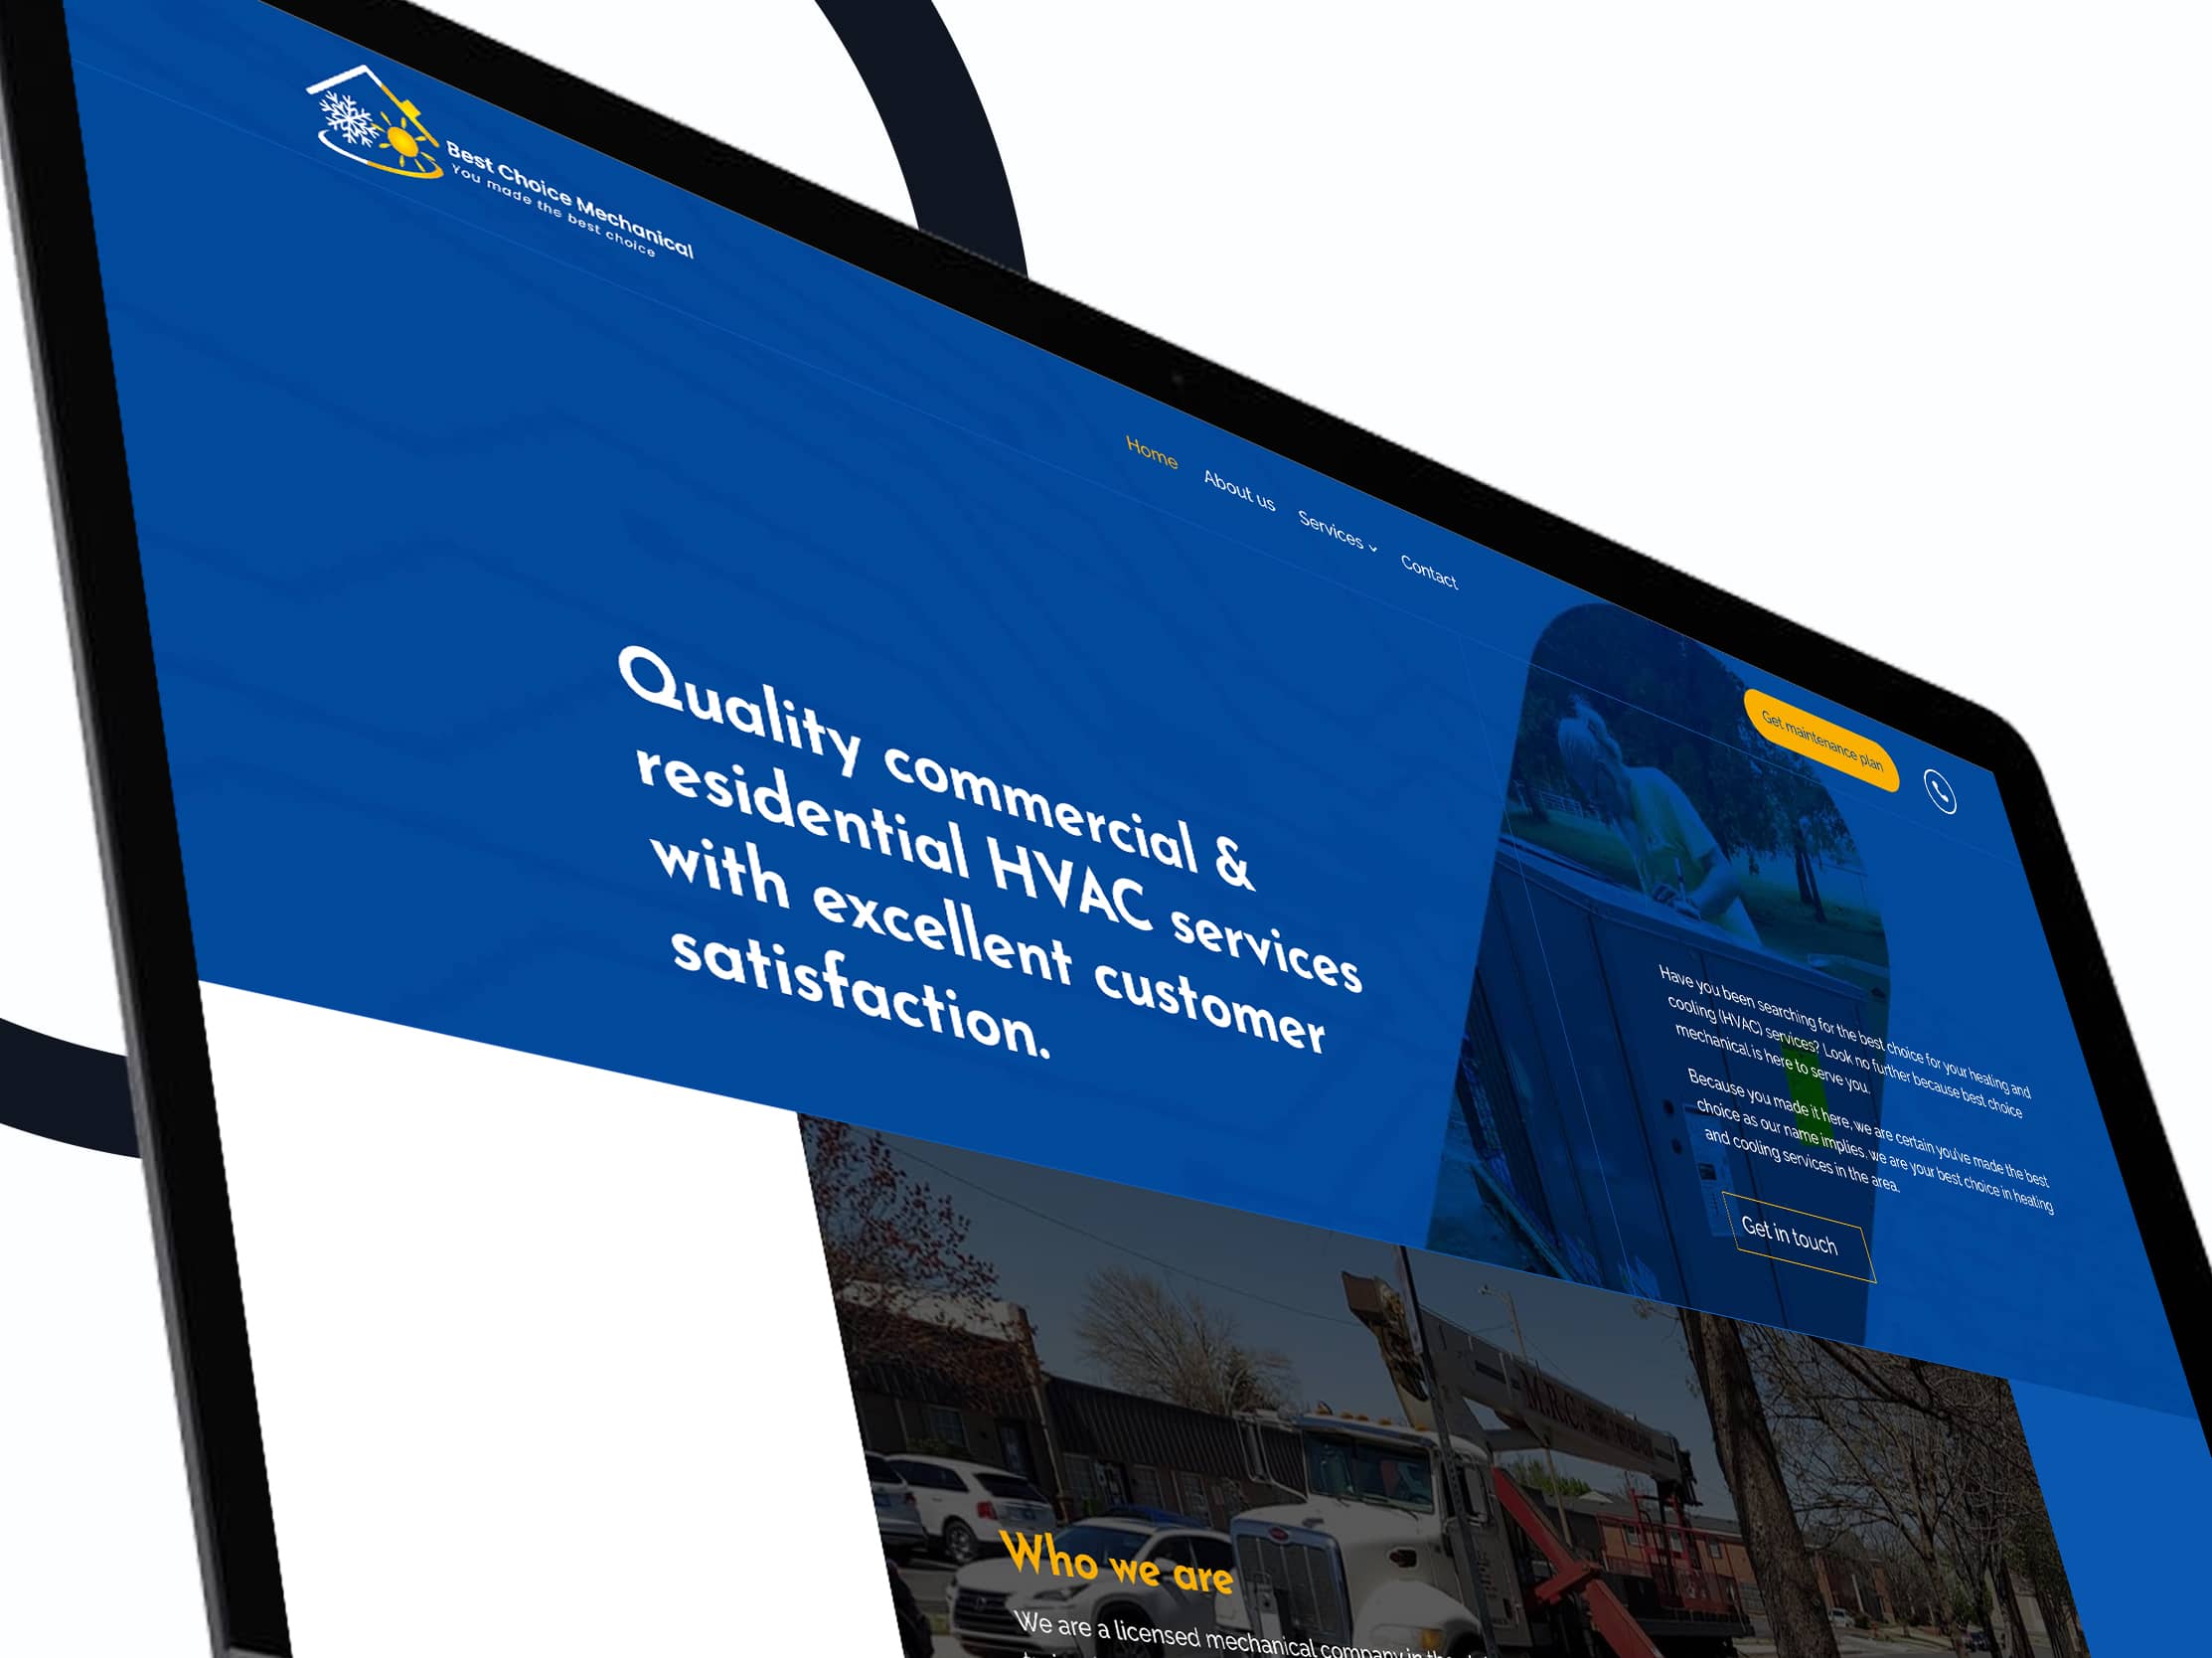 Best Choice Mechanical
You made the best choice
Home
About us
Services
Contact
Get maintenance plan
Quality commercial &
residential HVAC services
with excellent customer
satisfaction.
Have you been searching for the best choice for your heating and
cooling (HVAC) services? Look no further because best choice
mechanical is here to serve you.
Because you made it here, we are certain you've made the best
choice as our name implies. we are your best choice in heating
and cooling services in the area.
Get in touch
M.R.C.
Who we are
We are a licensed mechanical company in